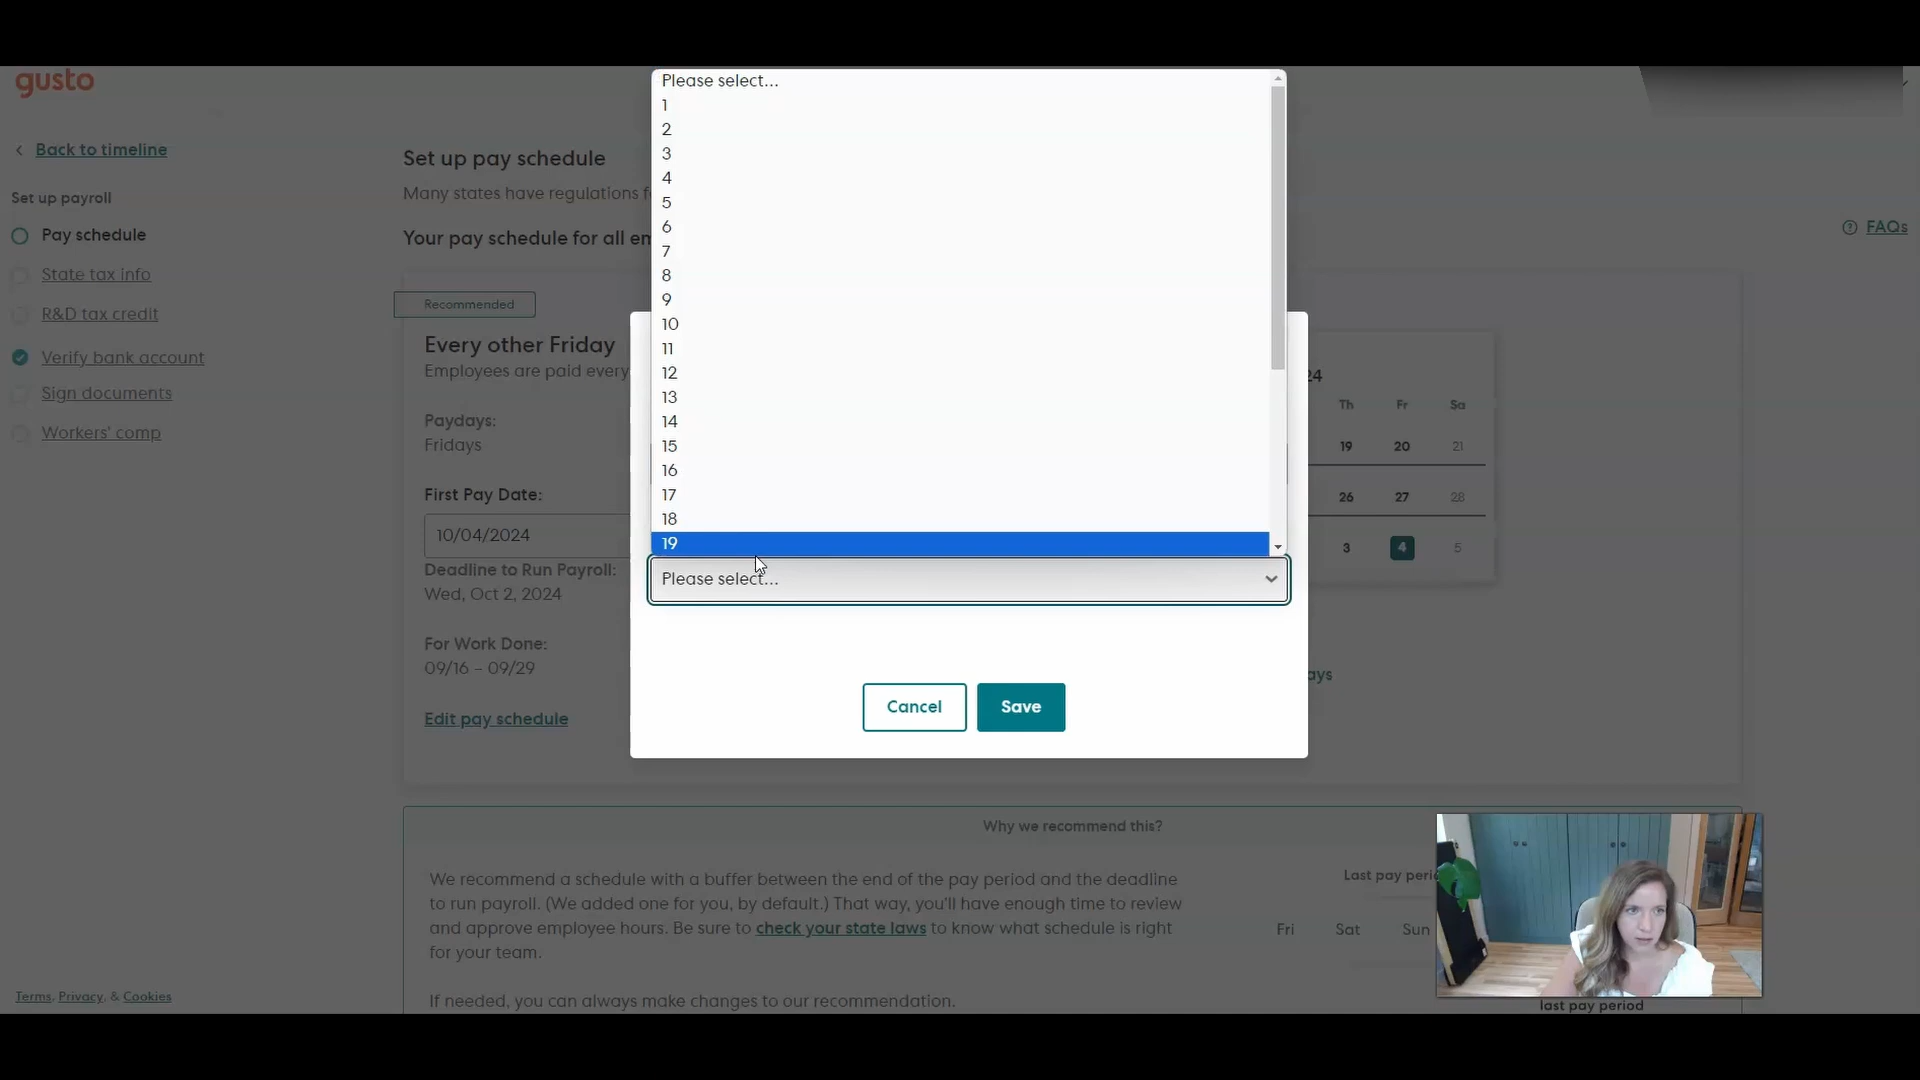 gusto
Back to timeline
Set up payroll
Pay schedule
State tax info
R&D tax credit
Verify bank account
Sign documents
Workers' comp
Terms, Privacy, & Cookies
Set up pay schedule
Many states have regulations f
Your pay schedule for all em
Recommended
Every other Friday
Employees are paid every
Paydays:
Fridays
First Pay Date:
10/04/2024
Deadline to Run Payroll:
Wed, Oct 2, 2024
For Work Done:
09/16 – 09/29
Edit pay schedule
Please select...
1
2
3
4
5
6
7
8
9
10
11
12
13
14
15
16
17
18
19
Please select...
Cancel Save
FAQs
24
Th Fr Sa
19 20 21
26 27 28
3 4 5
ays
Why we recommend this?
We recommend a schedule with a buffer between the end of the pay period and the deadline
to run payroll. (We added one for you, by default.) That way, you'll have enough time to review
and approve employee hours. Be sure to check your state laws to know what schedule is right
for your team.
If needed, you can always make changes to our recommendation.
Last pay perio
Fri Sat Sun
last pay period